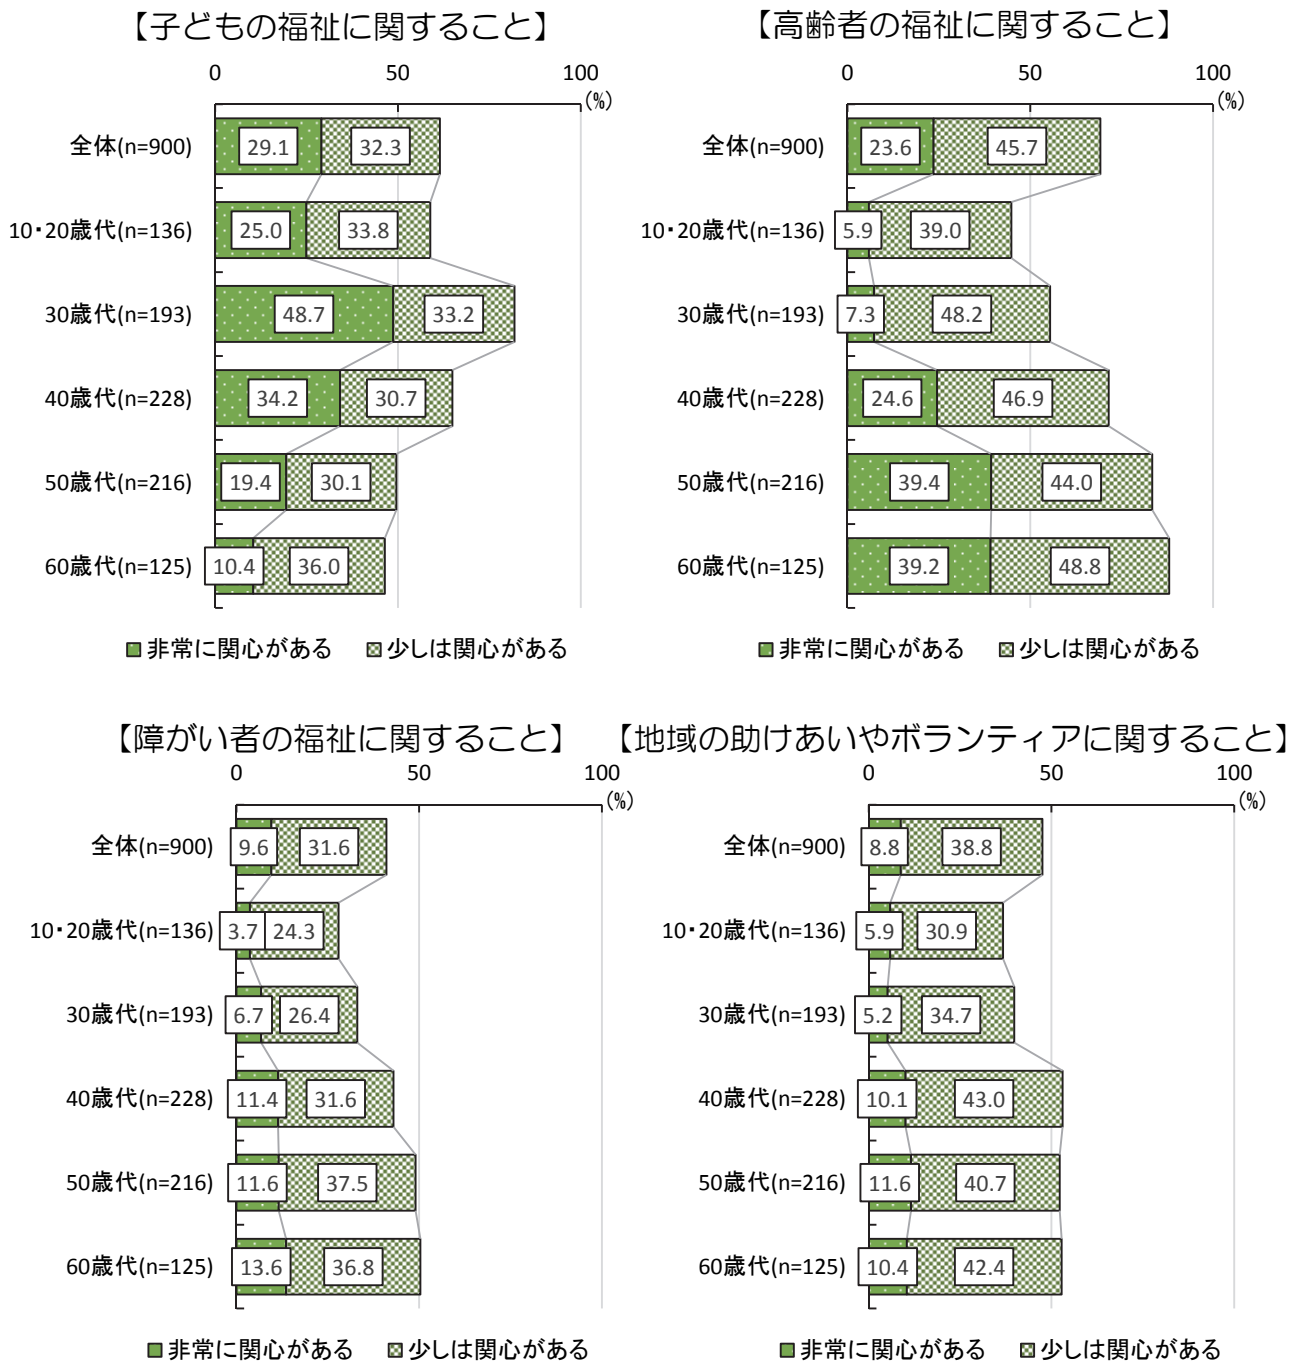 【子どもの福祉に関すること】
0 50 100
(%)
全体(n=900) 29.1 32.3
10・20歳代(n=136) 25.0 33.8
30歳代(n=193) 48.7 33.2
40歳代(n=228) 34.2 30.7
50歳代(n=216) 19.4 30.1
60歳代(n=125) 10.4 36.0
非常に関心がある 少しは関心がある
【高齢者の福祉に関すること】
0 50 100
(%)
全体(n=900) 23.6 45.7
10・20歳代(n=136) 5.9 39.0
30歳代(n=193) 7.3 48.2
40歳代(n=228) 24.6 46.9
50歳代(n=216) 39.4 44.0
60歳代(n=125) 39.2 48.8
非常に関心がある 少しは関心がある
【障がい者の福祉に関すること】
0 50 100
(%)
全体(n=900) 9.6 31.6
10・20歳代(n=136) 3.7 24.3
30歳代(n=193) 6.7 26.4
40歳代(n=228) 11.4 31.6
50歳代(n=216) 11.6 37.5
60歳代(n=125) 13.6 36.8
非常に関心がある 少しは関心がある
【地域の助けあいやボランティアに関すること】
0 50 100
(%)
全体(n=900) 8.8 38.8
10・20歳代(n=136) 5.9 30.9
30歳代(n=193) 5.2 34.7
40歳代(n=228) 10.1 43.0
50歳代(n=216) 11.6 40.7
60歳代(n=125) 10.4 42.4
非常に関心がある 少しは関心がある